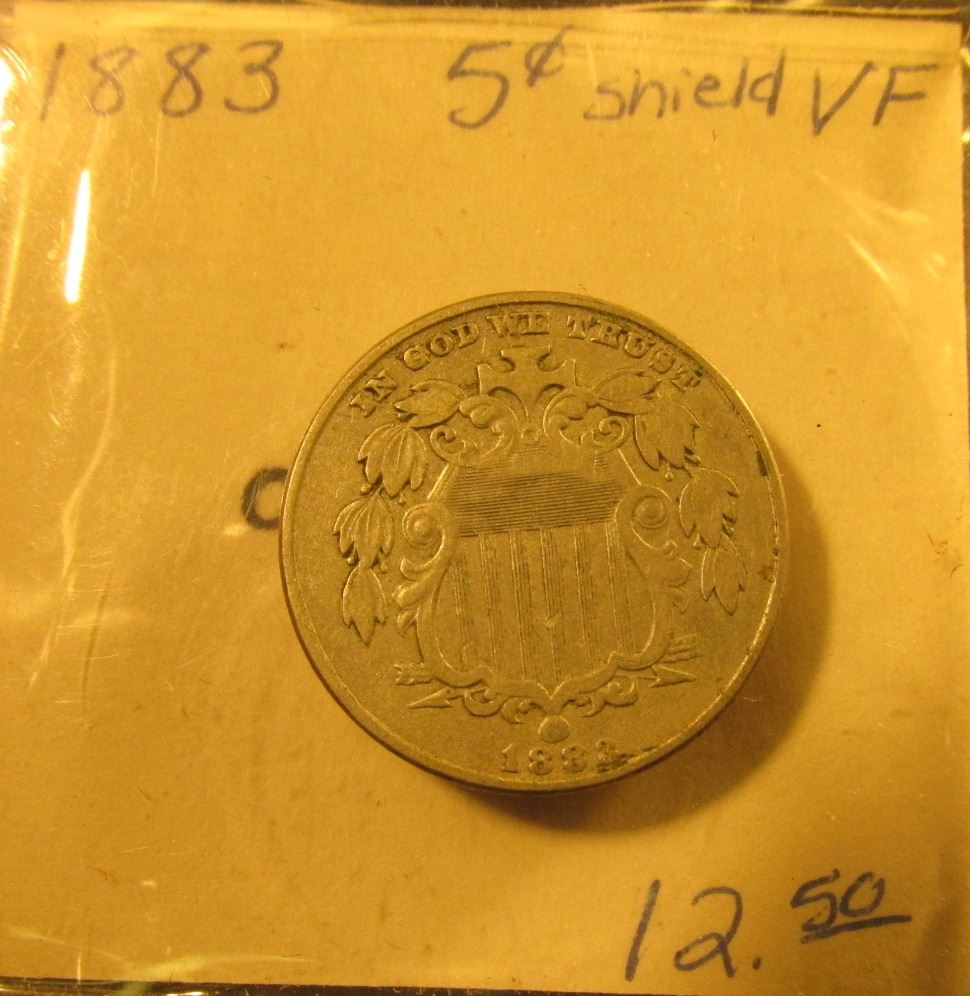 1883 5¢ shield VF
IN GOD WE TRUST
1883
12.50